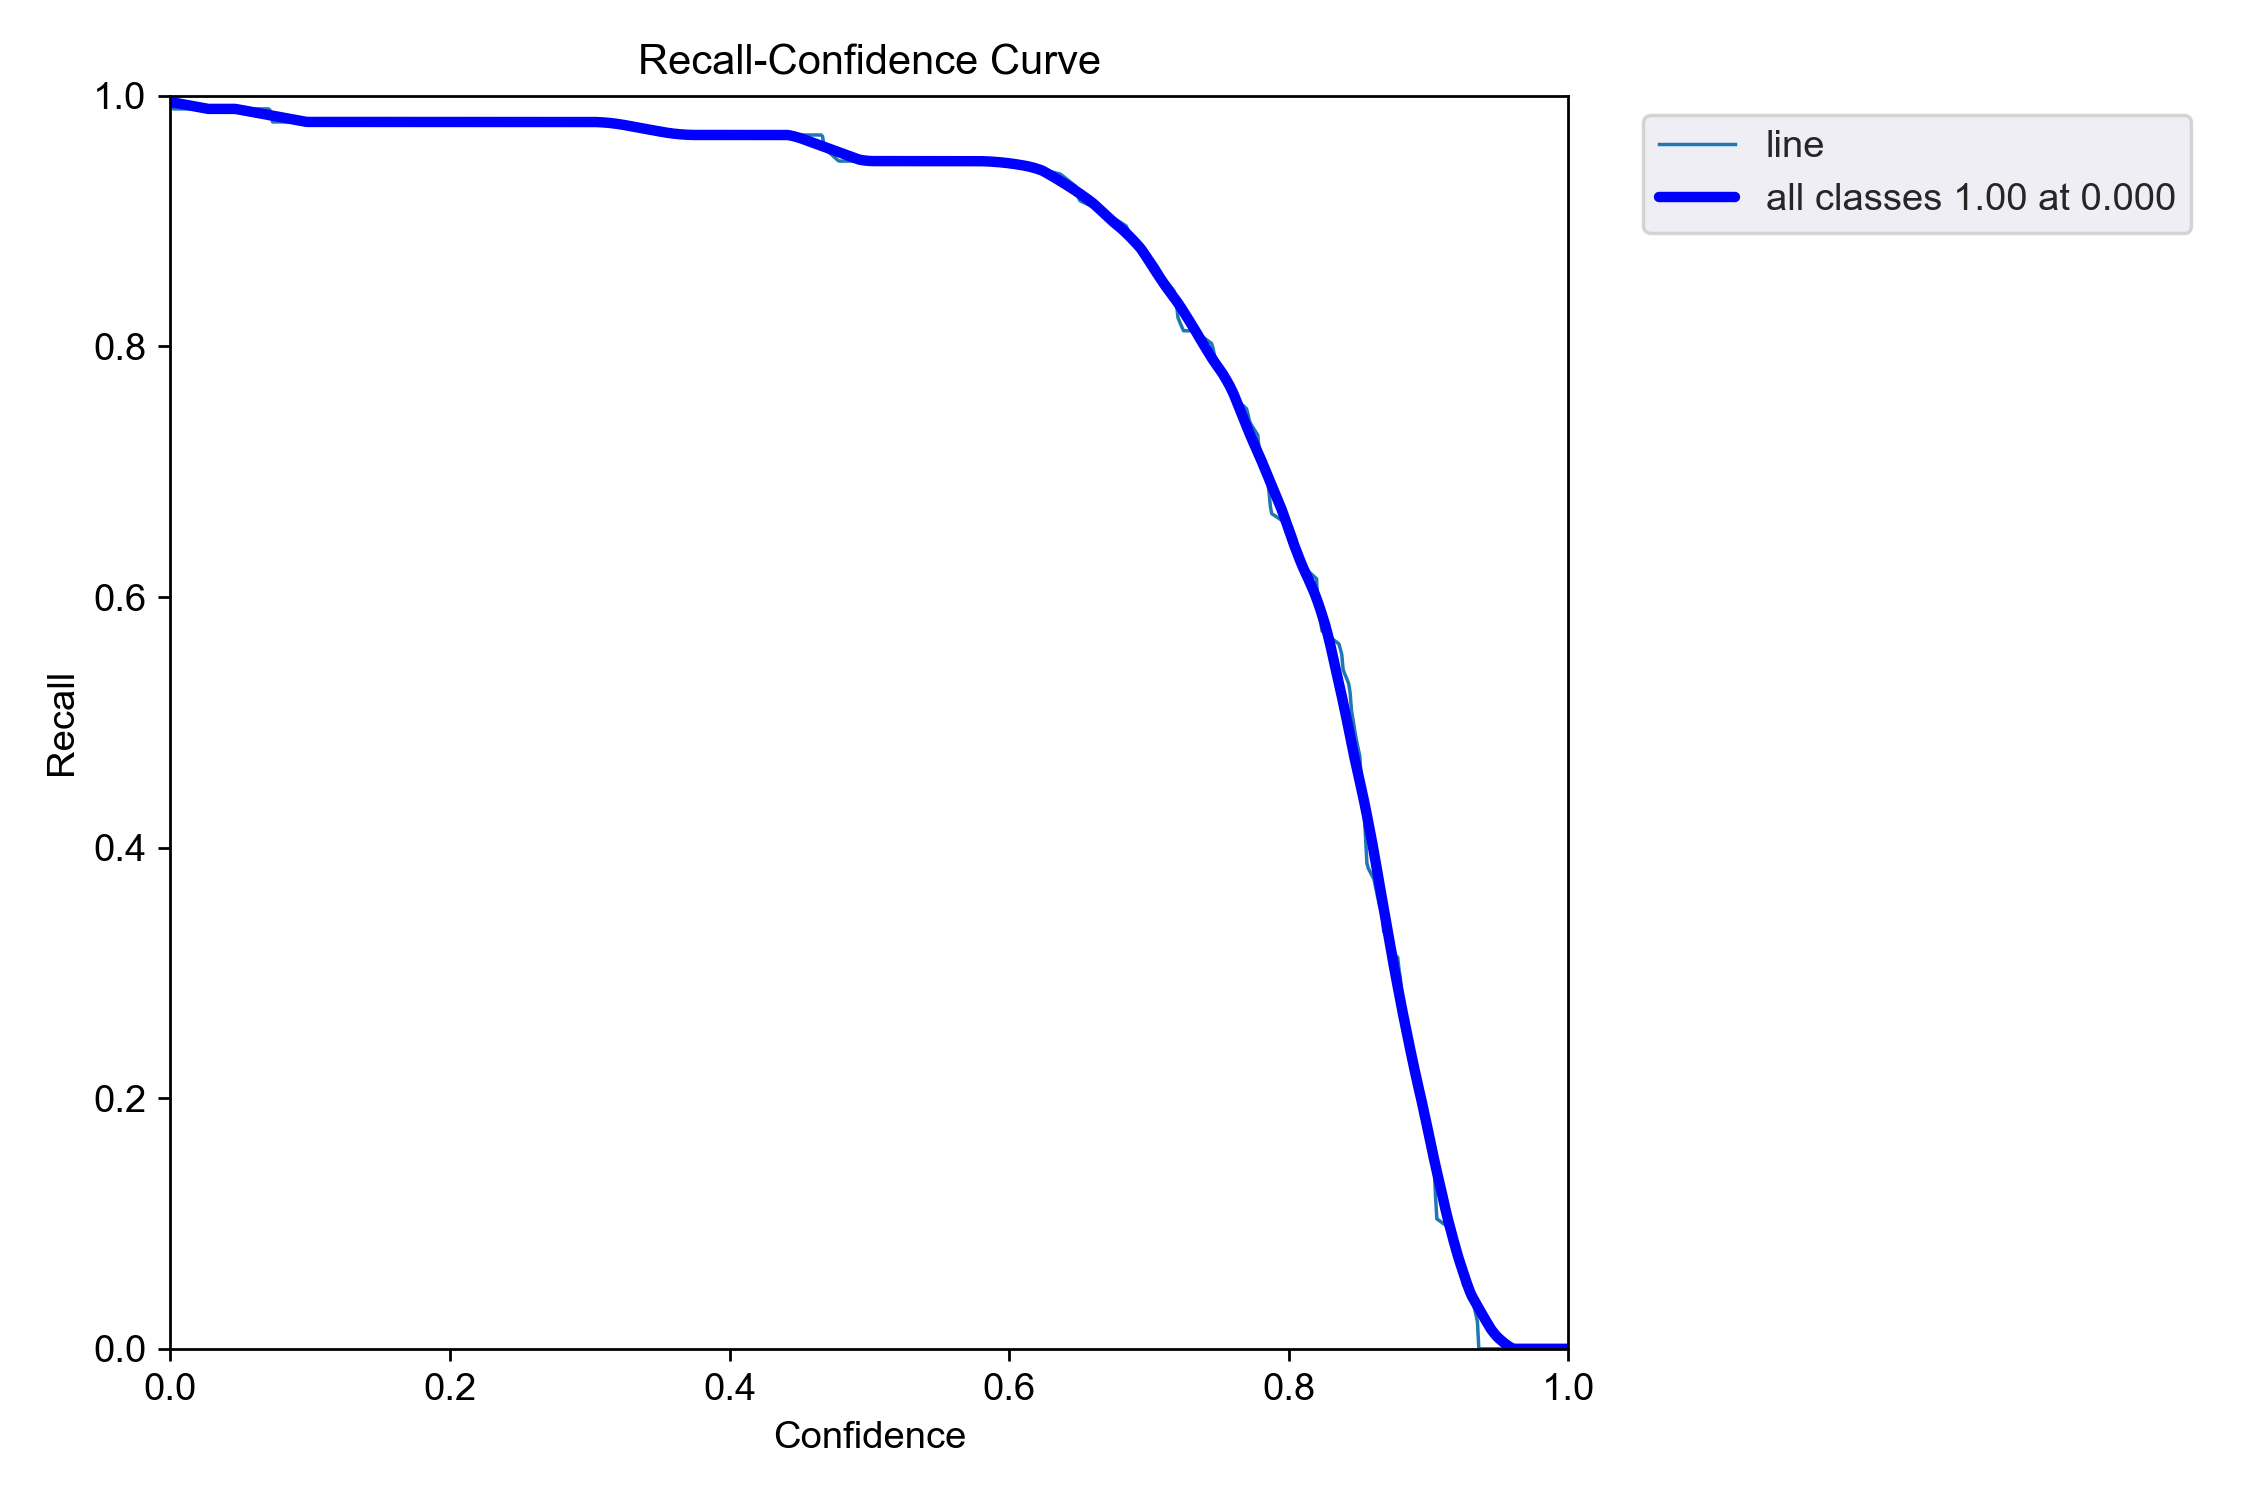 Recall-Confidence Curve
line
all classes 1.00 at 0.000
1.0
0.8
0.6
0.4
0.2
0.0
Recall
0.0 0.2 0.4 0.6 0.8 1.0
Confidence